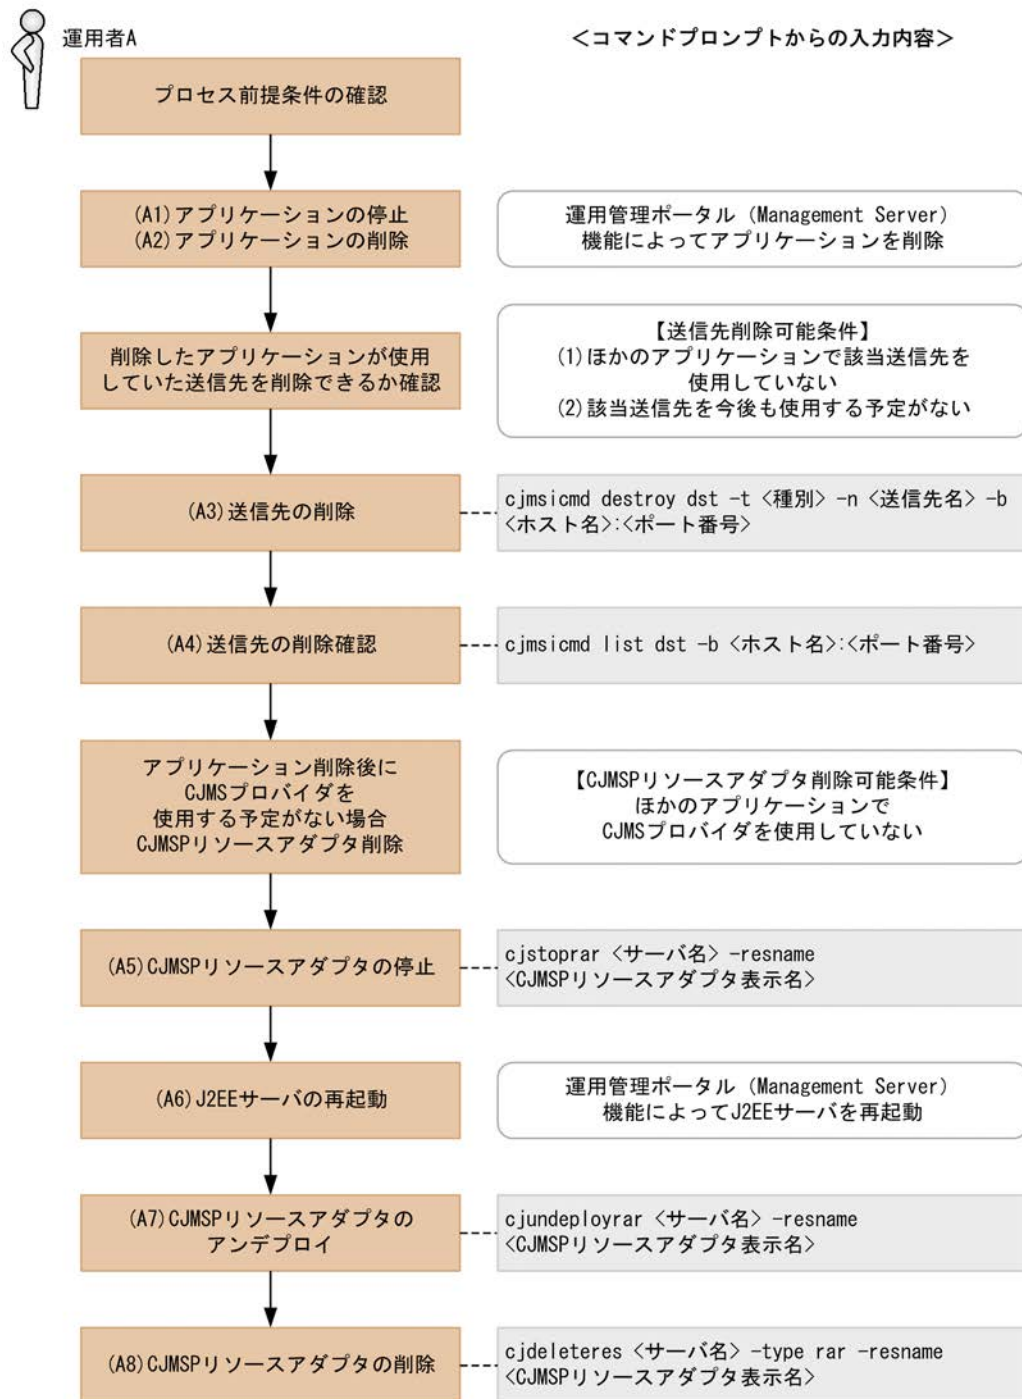 運用者A
＜コマンドプロンプトからの入力内容＞
プロセス前提条件の確認
(A1)アプリケーションの停止
(A2)アプリケーションの削除
運用管理ポータル（Management Server）
機能によってアプリケーションを削除
削除したアプリケーションが使用
していた送信先を削除できるか確認
【送信先削除可能条件】
(1)ほかのアプリケーションで該当送信先を
使用していない
(2)該当送信先を今後も使用する予定がない
(A3)送信先の削除
cjmsicmd destroy dst -t <種別> -n <送信先名> -b
<ホスト名>:<ポート番号>
(A4)送信先の削除確認
cjmsicmd list dst -b <ホスト名>:<ポート番号>
アプリケーション削除後に
CJMSプロバイダを
使用する予定がない場合
CJMSPリソースアダプタ削除
【CJMSPリソースアダプタ削除可能条件】
ほかのアプリケーションで
CJMSプロバイダを使用していない
(A5)CJMSPリソースアダプタの停止
cjstoprar <サーバ名> -resname
<CJMSPリソースアダプタ表示名>
(A6)J2EEサーバの再起動
運用管理ポータル（Management Server）
機能によってJ2EEサーバを再起動
(A7)CJMSPリソースアダプタの
アンデプロイ
cjundeployrar <サーバ名> -resname
<CJMSPリソースアダプタ表示名>
(A8)CJMSPリソースアダプタの削除
cjdeleteres <サーバ名> -type rar -resname
<CJMSPリソースアダプタ表示名>